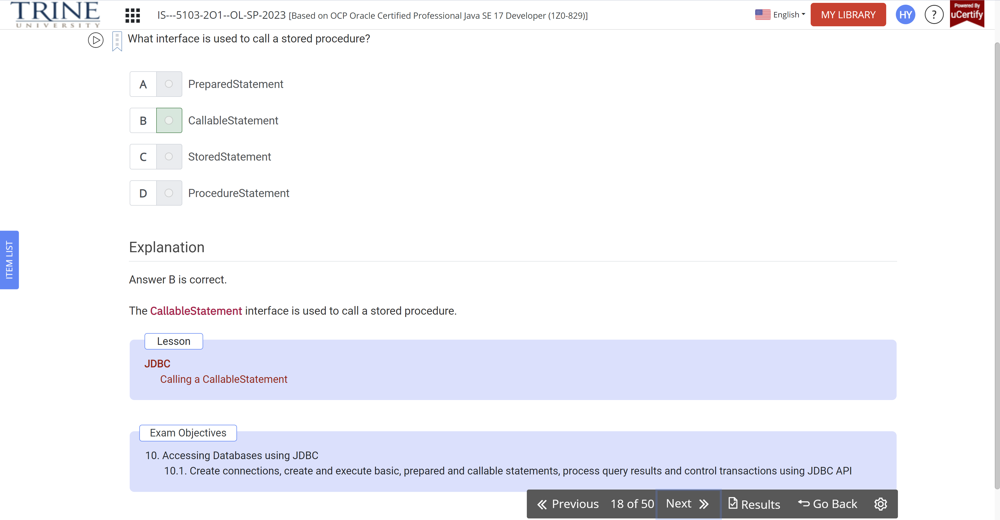 TRINE
UNIVERSITY
IS---5103-2O1--OL-SP-2023 [Based on OCP Oracle Certified Professional Java SE 17 Developer (1Z0-829)]
English
MY LIBRARY
HY
?
Powered By
uCertify
What interface is used to call a stored procedure?
A PreparedStatement
B CallableStatement
C StoredStatement
D ProcedureStatement
ITEM LIST
Explanation
Answer B is correct.
The CallableStatement interface is used to call a stored procedure.
Lesson
JDBC
Calling a CallableStatement
Exam Objectives
10. Accessing Databases using JDBC
10.1. Create connections, create and execute basic, prepared and callable statements, process query results and control transactions using JDBC API
Previous 18 of 50 Next Results Go Back